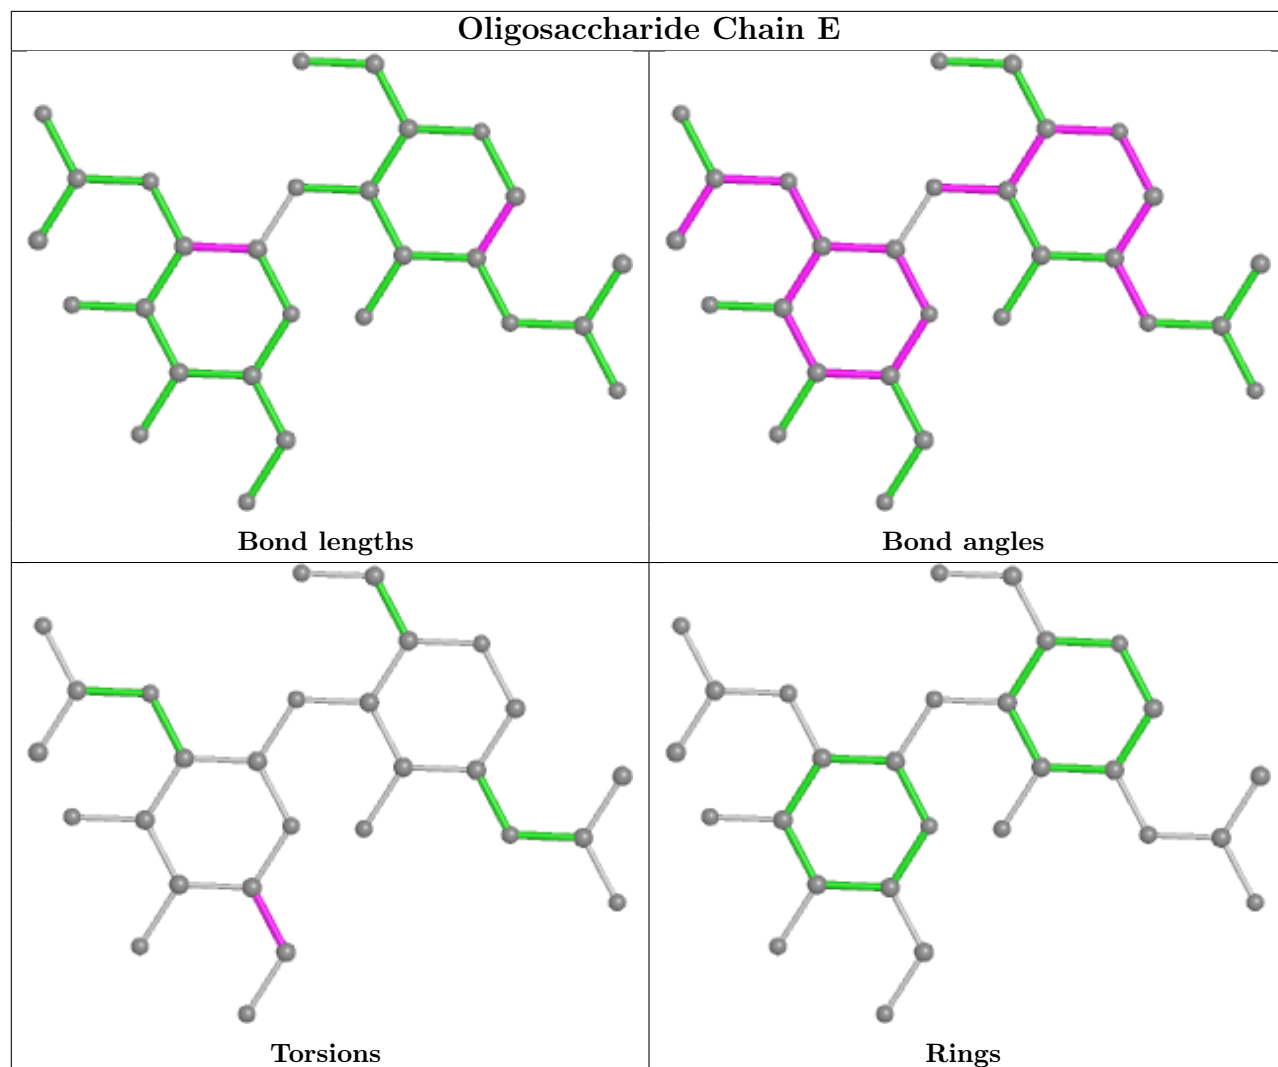 Oligosaccharide Chain E
Bond lengths
Bond angles
Torsions
Rings